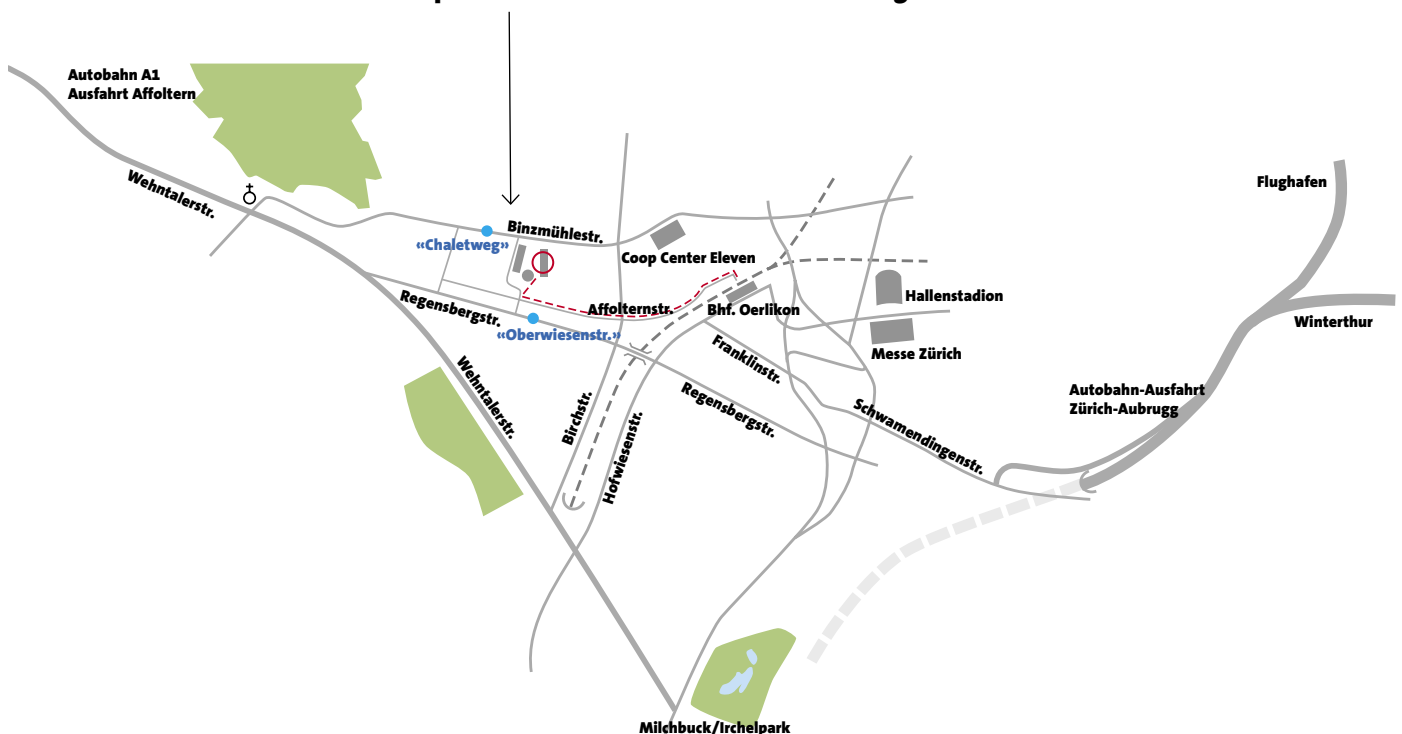 Autobahn A1
Ausfahrt Affoltern
Wehntalerstr.
Flughafen
Binzmühlestr.
«Chaletweg»
Coop Center Eleven
Regensbergstr.
Affolternstr.
Bhf. Oerlikon
Hallenstadion
«Oberwiesenstr.»
Winterthur
Messe Zürich
Franklinstr.
Wehntalerstr.
Birchstr.
Hofwiesenstr.
Regensbergstr.
Schwamendingenstr.
Autobahn-Ausfahrt
Zürich-Aubrugg
Milchbuck/Irchelpark